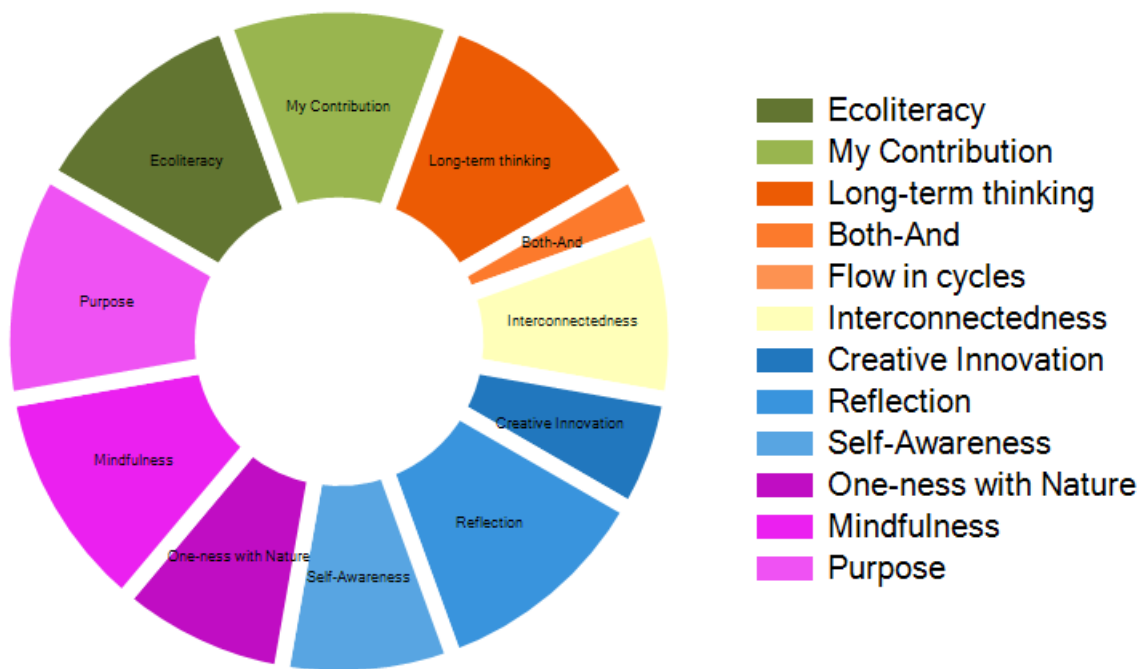 My Contribution
Ecoliteracy
Long-term thinking
Both-And
Purpose
Interconnectedness
Creative Innovation
Mindfulness
Reflection
One-ness with Nature
Self-Awareness
Ecoliteracy
My Contribution
Long-term thinking
Both-And
Flow in cycles
Interconnectedness
Creative Innovation
Reflection
Self-Awareness
One-ness with Nature
Mindfulness
Purpose